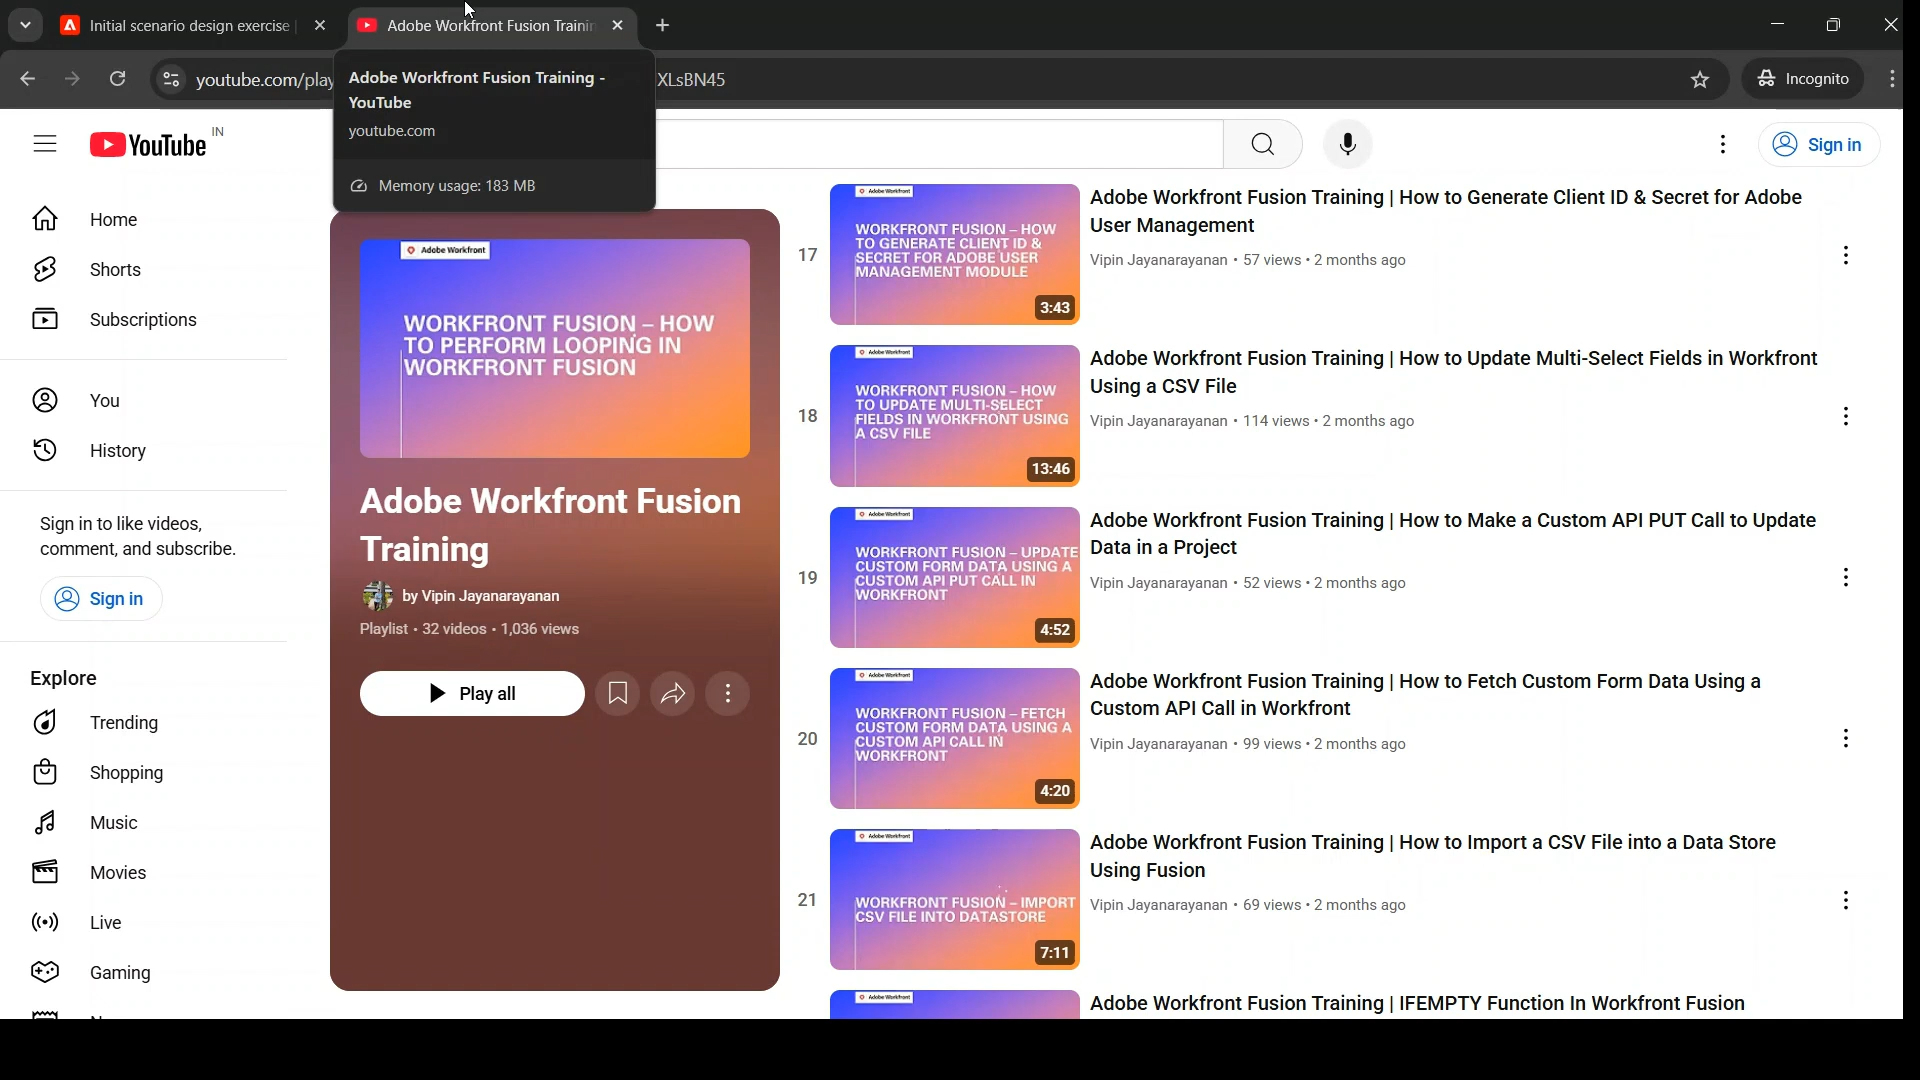 Initial scenario design exercise |
Adobe Workfront Fusion Trainin
youtube.com/play
XLsBN45
Incognito
Adobe Workfront Fusion Training -
YouTube
youtube.com
Memory usage: 183 MB
YouTube
IN
Sign in
Home
Shorts
Subscriptions
You
History
Sign in to like videos,
comment, and subscribe.
Sign in
Explore
Trending
Shopping
Music
Movies
Live
Gaming
Adobe Workfront
WORKFRONT FUSION – HOW
TO PERFORM LOOPING IN
WORKFRONT FUSION
Adobe Workfront Fusion
Training
by Vipin Jayanarayanan
Playlist • 32 videos • 1,036 views
Play all
17
Adobe Workfront
WORKFRONT FUSION – HOW
TO GENERATE CLIENT ID &
SECRET FOR ADOBE USER
MANAGEMENT MODULE
3:43
Adobe Workfront Fusion Training | How to Generate Client ID & Secret for Adobe
User Management
Vipin Jayanarayanan • 57 views • 2 months ago
18
Adobe Workfront
WORKFRONT FUSION – HOW
TO UPDATE MULTI-SELECT
FIELDS IN WORKFRONT USING
A CSV FILE
13:46
Adobe Workfront Fusion Training | How to Update Multi-Select Fields in Workfront
Using a CSV File
Vipin Jayanarayanan • 114 views • 2 months ago
19
Adobe Workfront
WORKFRONT FUSION – UPDATE
CUSTOM FORM DATA USING A
CUSTOM API PUT CALL IN
WORKFRONT
4:52
Adobe Workfront Fusion Training | How to Make a Custom API PUT Call to Update
Data in a Project
Vipin Jayanarayanan • 52 views • 2 months ago
20
Adobe Workfront
WORKFRONT FUSION – FETCH
CUSTOM FORM DATA USING A
CUSTOM API CALL IN
WORKFRONT
4:20
Adobe Workfront Fusion Training | How to Fetch Custom Form Data Using a
Custom API Call in Workfront
Vipin Jayanarayanan • 99 views • 2 months ago
21
Adobe Workfront
WORKFRONT FUSION – IMPORT
CSV FILE INTO DATASTORE
7:11
Adobe Workfront Fusion Training | How to Import a CSV File into a Data Store
Using Fusion
Vipin Jayanarayanan • 69 views • 2 months ago
Adobe Workfront
Adobe Workfront Fusion Training | IFEMPTY Function In Workfront Fusion